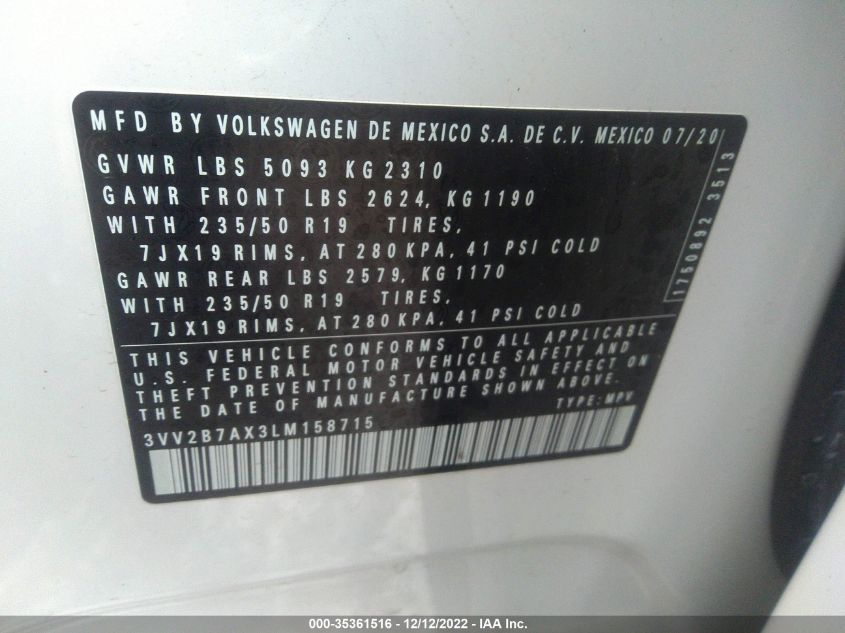 MFD BY VOLKSWAGEN DE MEXICO S.A. DE C.V. MEXICO 07/20
GVWR LBS 5093 KG 2310
GAWR FRONT LBS 2624, KG 1190
WITH 235/50 R19 TIRES,
7JX19 RIMS, AT 280 KPA, 41 PSI COLD
GAWR REAR LBS 2579, KG 1170
WITH 235/50 R19 TIRES,
7JX19 RIMS, AT 280 KPA, 41 PSI COLD
1750892 3513
THIS VEHICLE CONFORMS TO ALL APPLICABLE
U.S. FEDERAL MOTOR VEHICLE SAFETY AND
THEFT PREVENTION STANDARDS IN EFFECT ON
THE DATE OF MANUFACTURE SHOWN ABOVE.
3VV2B7AX3LM158715 TYPE: MPV
000-35361516 - 12/12/2022 - IAA Inc.